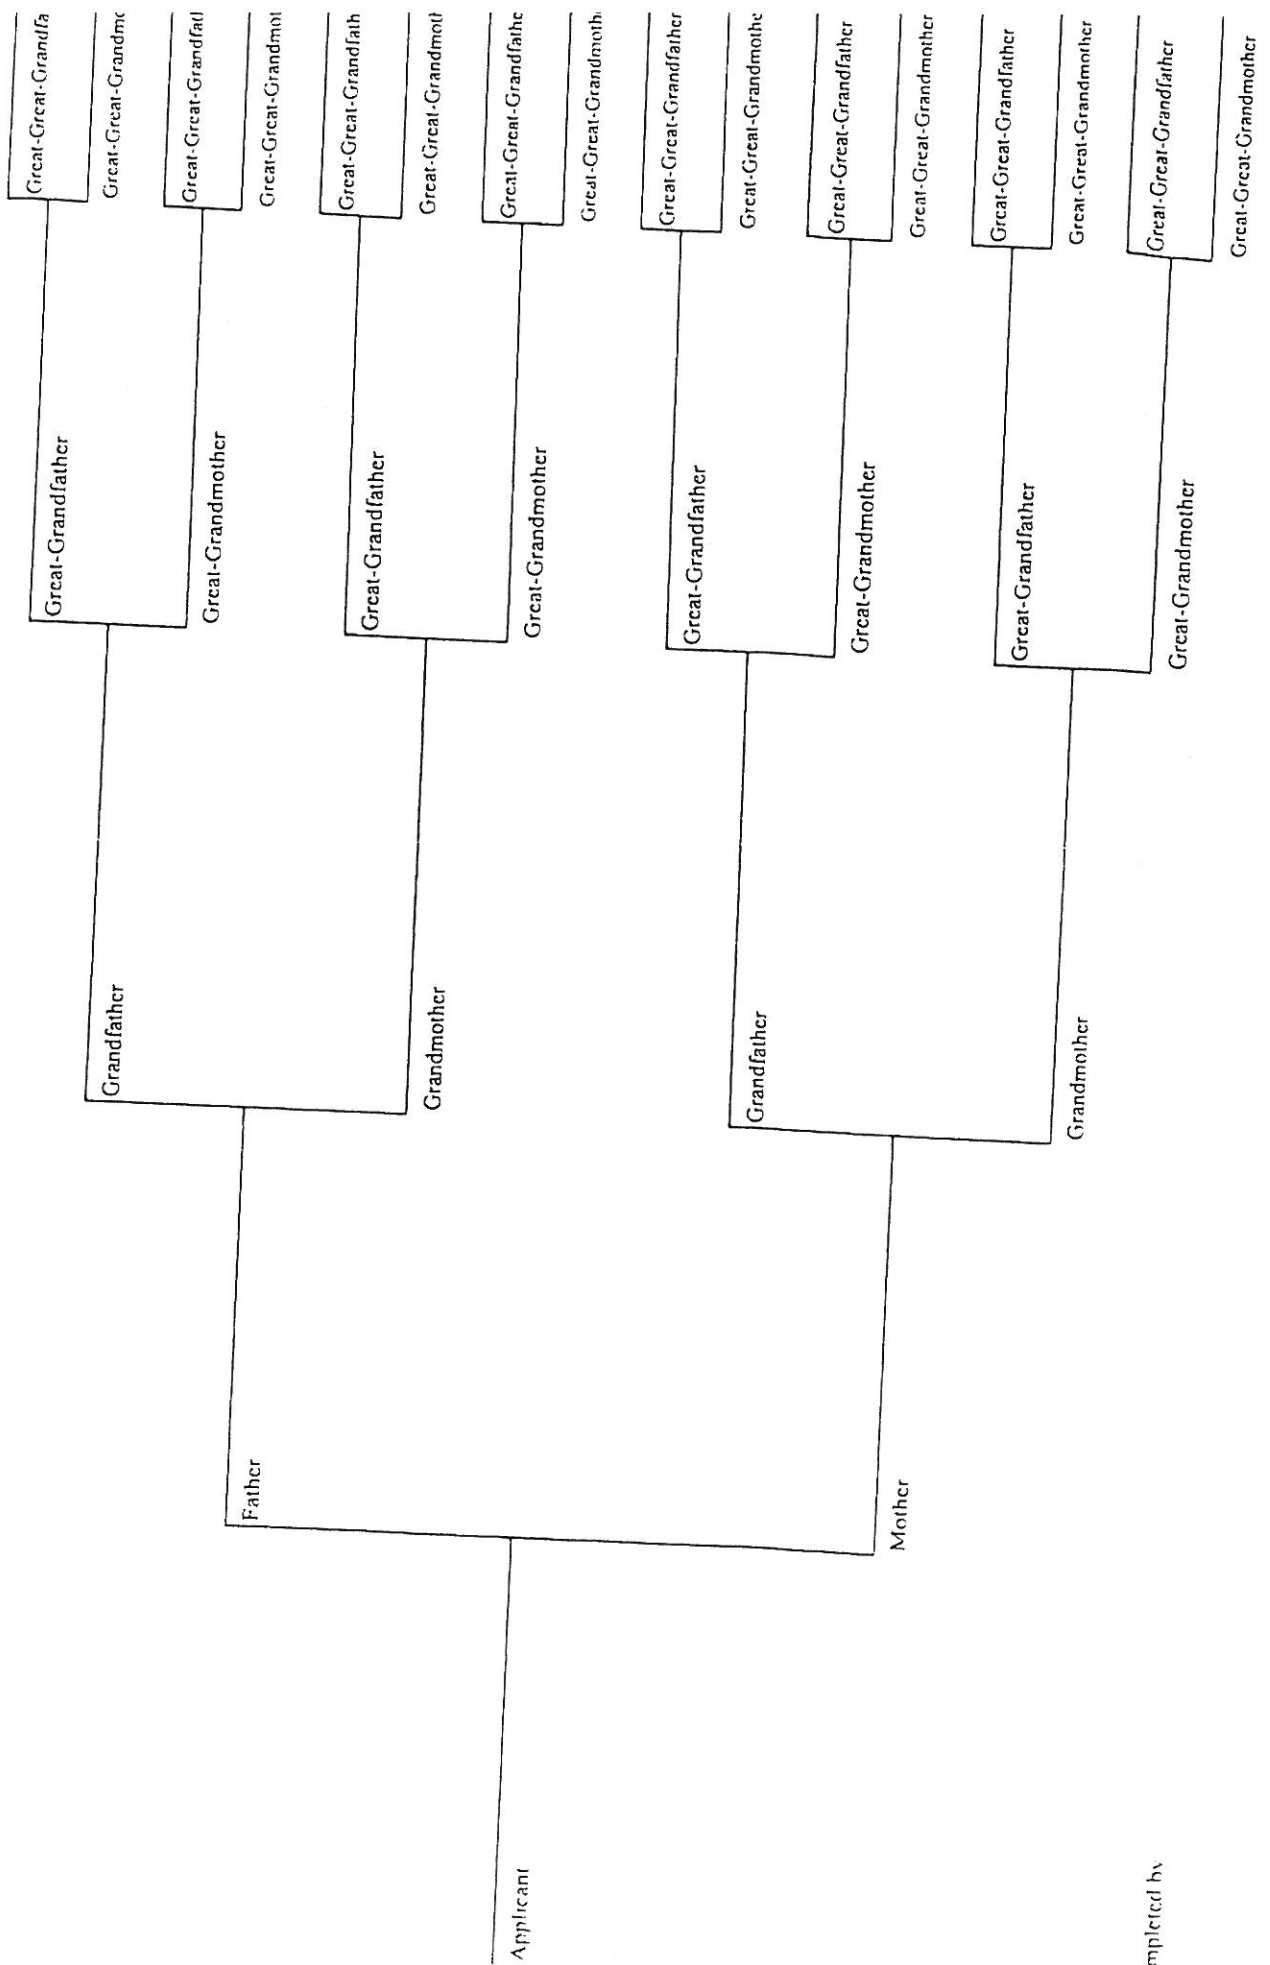 Applicant
Father
Mother
Grandfather
Grandmother
Grandfather
Grandmother
Great-Grandfather
Great-Grandmother
Great-Grandfather
Great-Grandmother
Great-Grandfather
Great-Grandmother
Great-Grandfather
Great-Grandmother
Great-Great-Grandfa
Great-Great-Grandmo
Great-Great-Grandfat
Great-Great-Grandmot
Great-Great-Grandfath
Great-Great-Grandmoth
Great-Great-Grandfathe
Great-Great-Grandmoth
Great-Great-Grandfather
Great-Great-Grandmothe
Great-Great-Grandfather
Great-Great-Grandmother
Great-Great-Grandfather
Great-Great-Grandmother
Great-Great-Grandfather
Great-Great-Grandmother
mpleted by